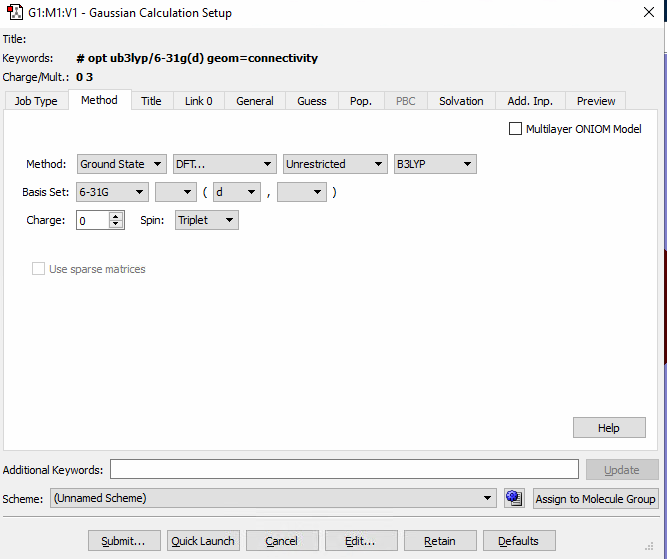 G1:M1:V1 - Gaussian Calculation Setup
Title:
Keywords: # opt ub3lyp/6-31g(d) geom=connectivity
Charge/Mult.: 0 3
Job Type Method Title Link 0 General Guess Pop. PBC Solvation Add. Inp. Preview
Multilayer ONIOM Model
Method: Ground State DFT... Unrestricted B3LYP
Basis Set: 6-31G ( d , )
Charge: 0 Spin: Triplet
Use sparse matrices
Help
Additional Keywords: Update
Scheme: (Unnamed Scheme) Assign to Molecule Group
Submit... Quick Launch Cancel Edit... Retain Defaults